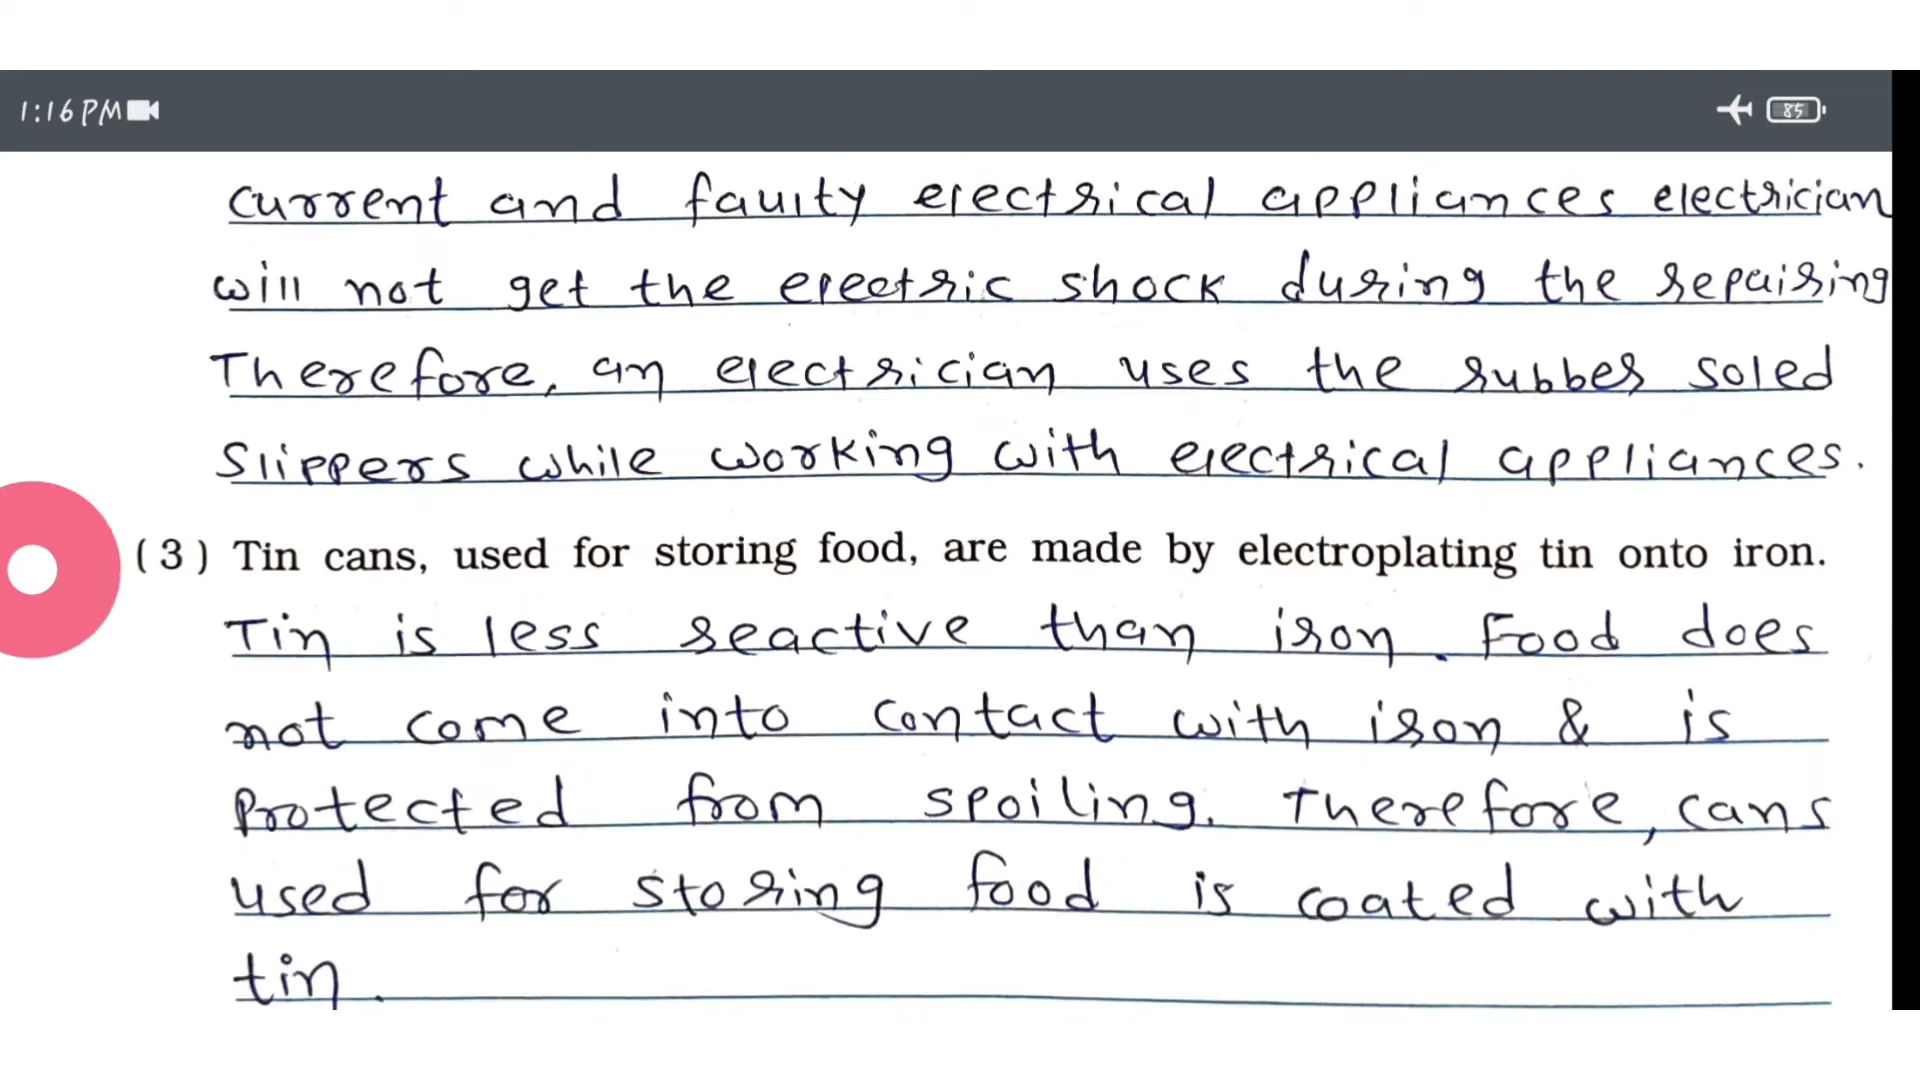 1:16 PM
85
current and faulty electrical appliances electrician
will not get the electric shock during the repairing
Therefore, an electrician uses the rubber soled
Slippers while working with electrical appliances.
(3) Tin cans, used for storing food, are made by electroplating tin onto iron.
Tin is less reactive than iron. Food does
not come into contact with iron & is
Protected from spoiling. Therefore, cans
used for storing food is coated with
tin.